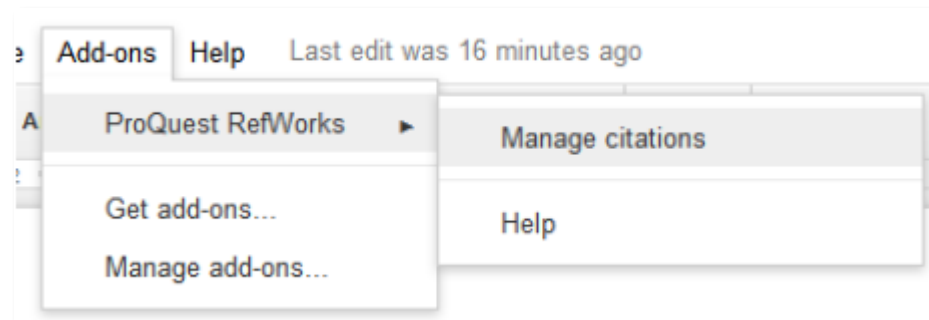 e Add-ons Help Last edit was 16 minutes ago
A ProQuest RefWorks ► Manage citations
2
Get add-ons... Help
Manage add-ons...